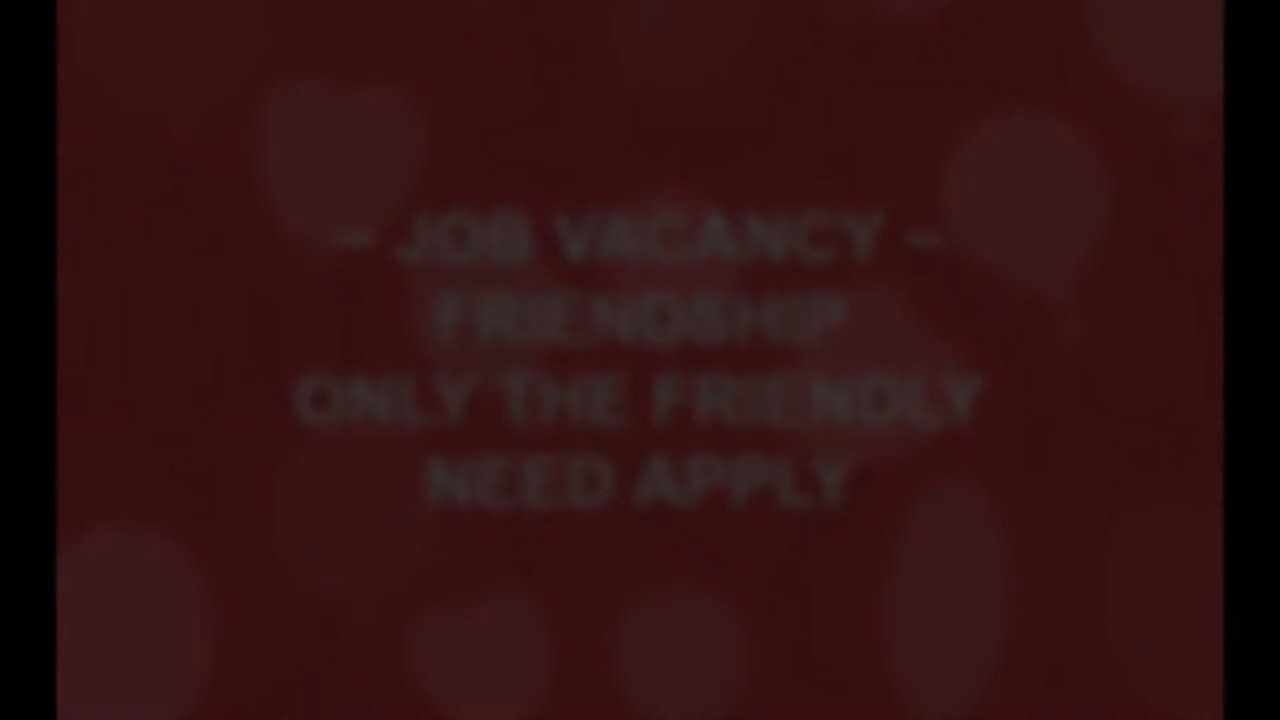 – JOB VACANCY –
FRIENDSHIP
ONLY THE FRIENDLY
NEED APPLY